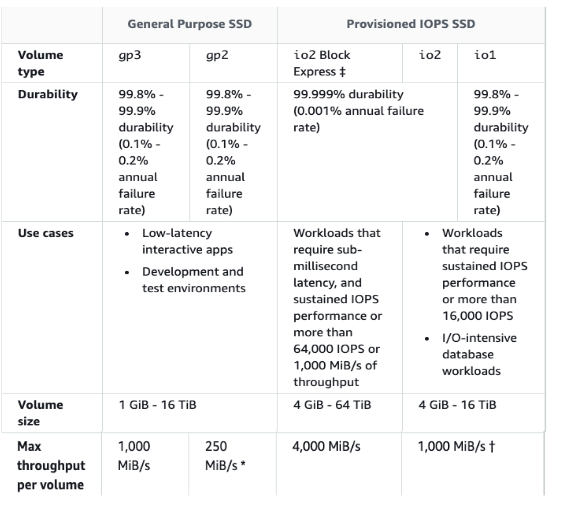 General Purpose SSD
Provisioned IOPS SSD
Volume
type
gp3
gp2
io2 Block
Express ‡
io2
io1
Durability
99.8% -
99.9%
durability
(0.1% -
0.2%
annual
failure
rate)
99.8% -
99.9%
durability
(0.1% -
0.2%
annual
failure
rate)
99.999% durability
(0.001% annual failure
rate)
99.8% -
99.9%
durability
(0.1% -
0.2%
annual
failure
rate)
Use cases
• Low-latency
interactive apps
• Development and
test environments
Workloads that
require sub-
millisecond
latency, and
sustained IOPS
performance or
more than
64,000 IOPS or
1,000 MiB/s of
throughput
• Workloads
that require
sustained IOPS
performance
or more than
16,000 IOPS
• I/O-intensive
database
workloads
Volume
size
1 GiB - 16 TiB
4 GiB - 64 TiB
4 GiB - 16 TiB
Max
throughput
per volume
1,000
MiB/s
250
MiB/s *
4,000 MiB/s
1,000 MiB/s †